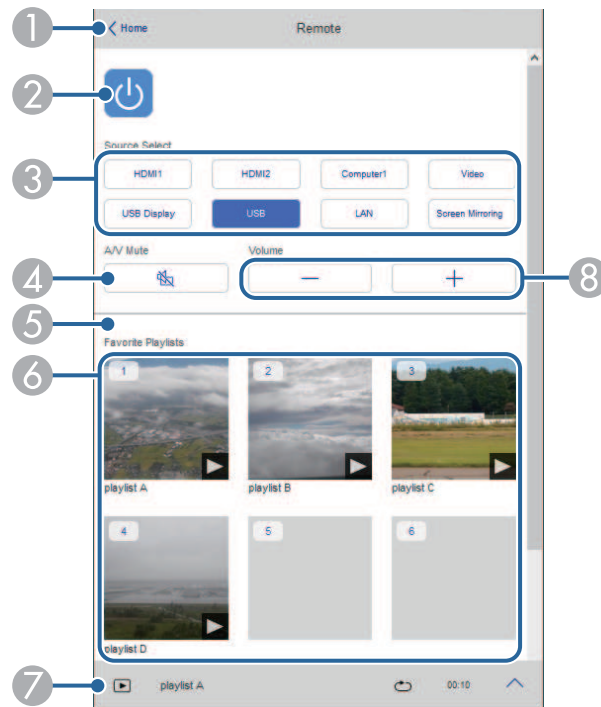 1
Home
Remote
2
Source Select
3
HDMI1 HDMI2 Computer1 Video
USB Display USB LAN Screen Mirroring
A/V Mute Volume
4
8
5
Favorite Playlists
6
1 2 3
playlist A playlist B playlist C
4 5 6
playlist D
7
playlist A 00:10